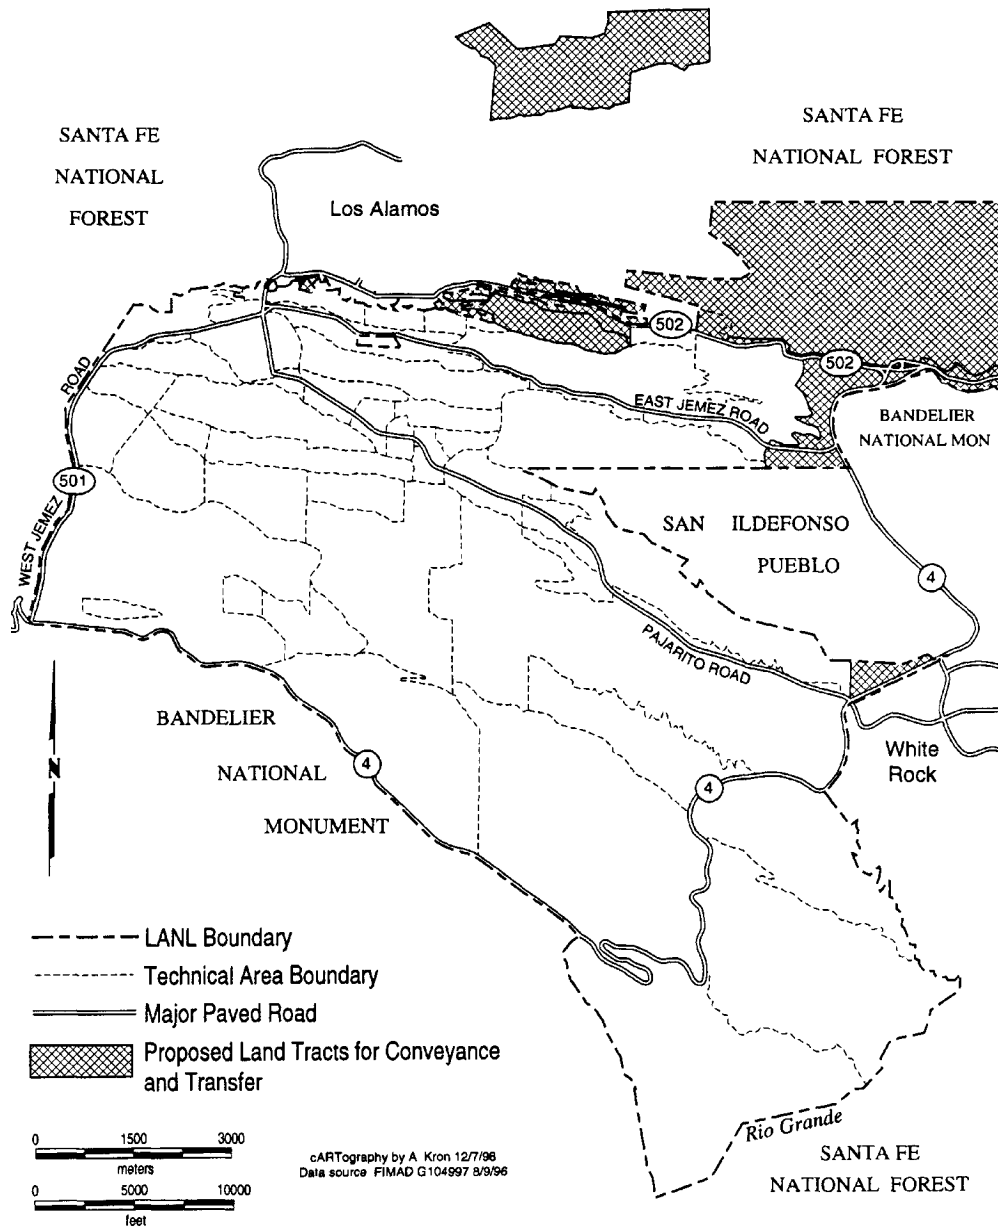 SANTA FE
NATIONAL
FOREST
SANTA FE
NATIONAL FOREST
Los Alamos
502
502
ROAD
EAST JEMEZ ROAD
BANDELIER
NATIONAL MON
501
WEST JEMEZ
SAN ILDEFONSO
PUEBLO
4
PAJARITO ROAD
BANDELIER
NATIONAL
MONUMENT
4
4
White
Rock
N
LANL Boundary
Technical Area Boundary
Major Paved Road
Proposed Land Tracts for Conveyance
and Transfer
0 1500 3000
meters
0 5000 10000
feet
cARTography by A Kron 12/7/98
Data source FIMAD G104997 8/9/96
Rio Grande
SANTA FE
NATIONAL FOREST